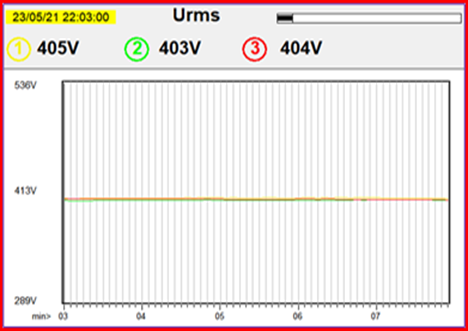 23/05/21 22:03:00 Urms
1 405V 2 403V 3 404V
536V
413V
289V
min> 03 04 05 06 07